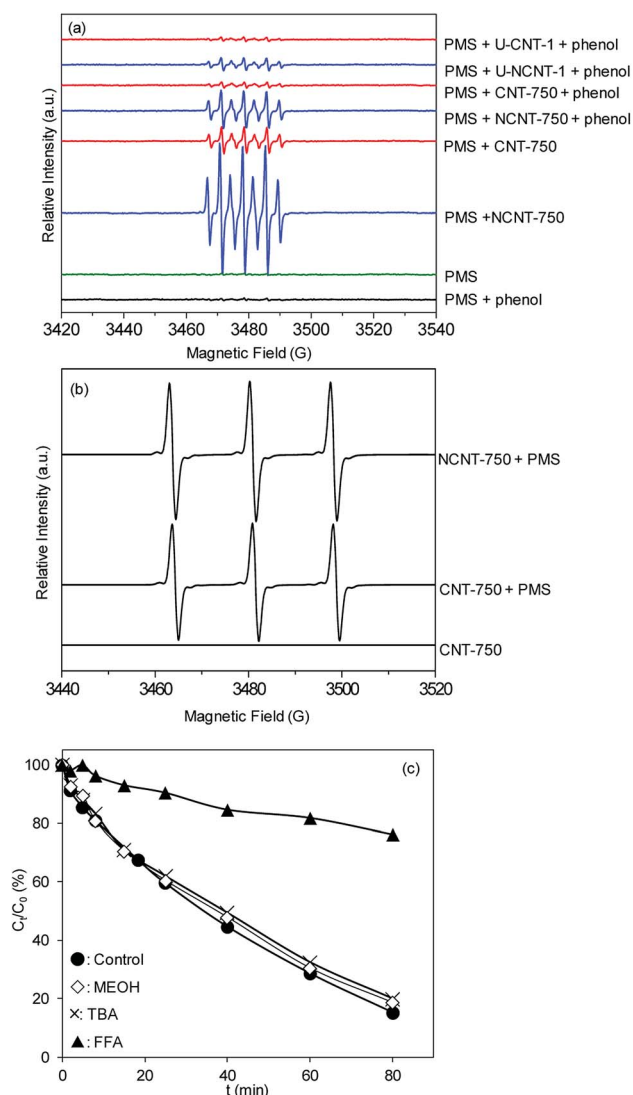 (a)
PMS + U-CNT-1 + phenol
PMS + U-NCNT-1 + phenol
PMS + CNT-750 + phenol
PMS + NCNT-750 + phenol
PMS + CNT-750
PMS +NCNT-750
PMS
PMS + phenol
Relative Intensity (a.u.)
3420 3440 3460 3480 3500 3520 3540
Magnetic Field (G)
(b)
NCNT-750 + PMS
CNT-750 + PMS
CNT-750
Relative Intensity (a.u.)
3440 3460 3480 3500 3520
Magnetic Field (G)
(c)
100
80
60
40
20
0
Ct/C0 (%)
: Control
: MEOH
: TBA
: FFA
0 20 40 60 80
t (min)